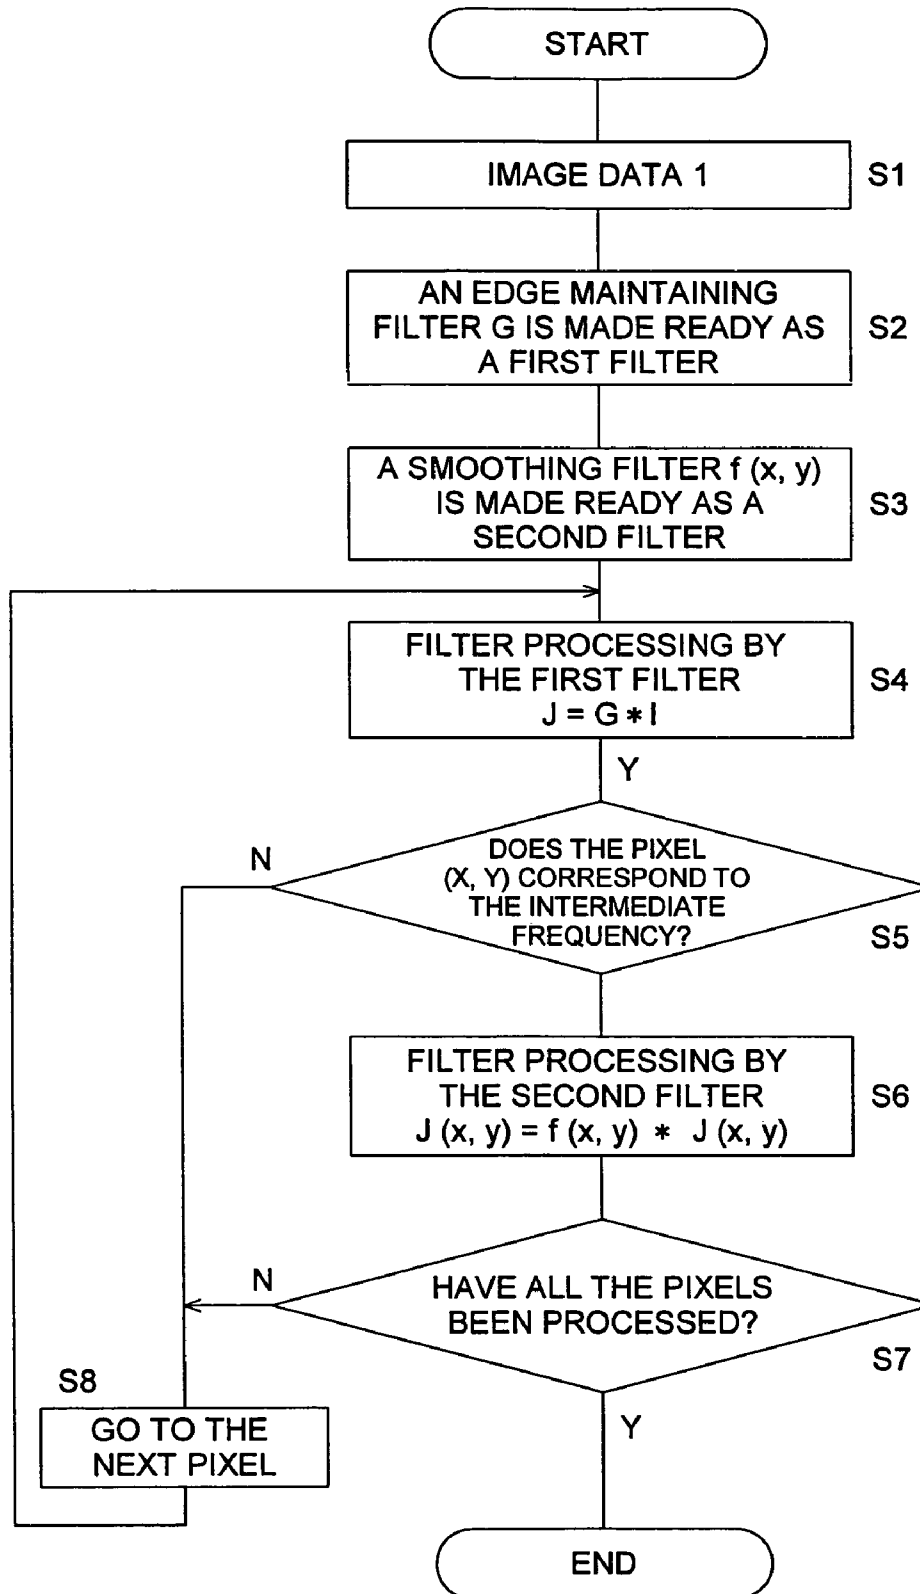 START
IMAGE DATA 1
S1
AN EDGE MAINTAINING
FILTER G IS MADE READY AS
A FIRST FILTER
S2
A SMOOTHING FILTER f (x, y)
IS MADE READY AS A
SECOND FILTER
S3
FILTER PROCESSING BY
THE FIRST FILTER
J = G * I
S4
Y
N
DOES THE PIXEL
(X, Y) CORRESPOND TO
THE INTERMEDIATE
FREQUENCY?
S5
FILTER PROCESSING BY
THE SECOND FILTER
J (x, y) = f (x, y) * J (x, y)
S6
N
HAVE ALL THE PIXELS
BEEN PROCESSED?
S7
S8
GO TO THE
NEXT PIXEL
Y
END